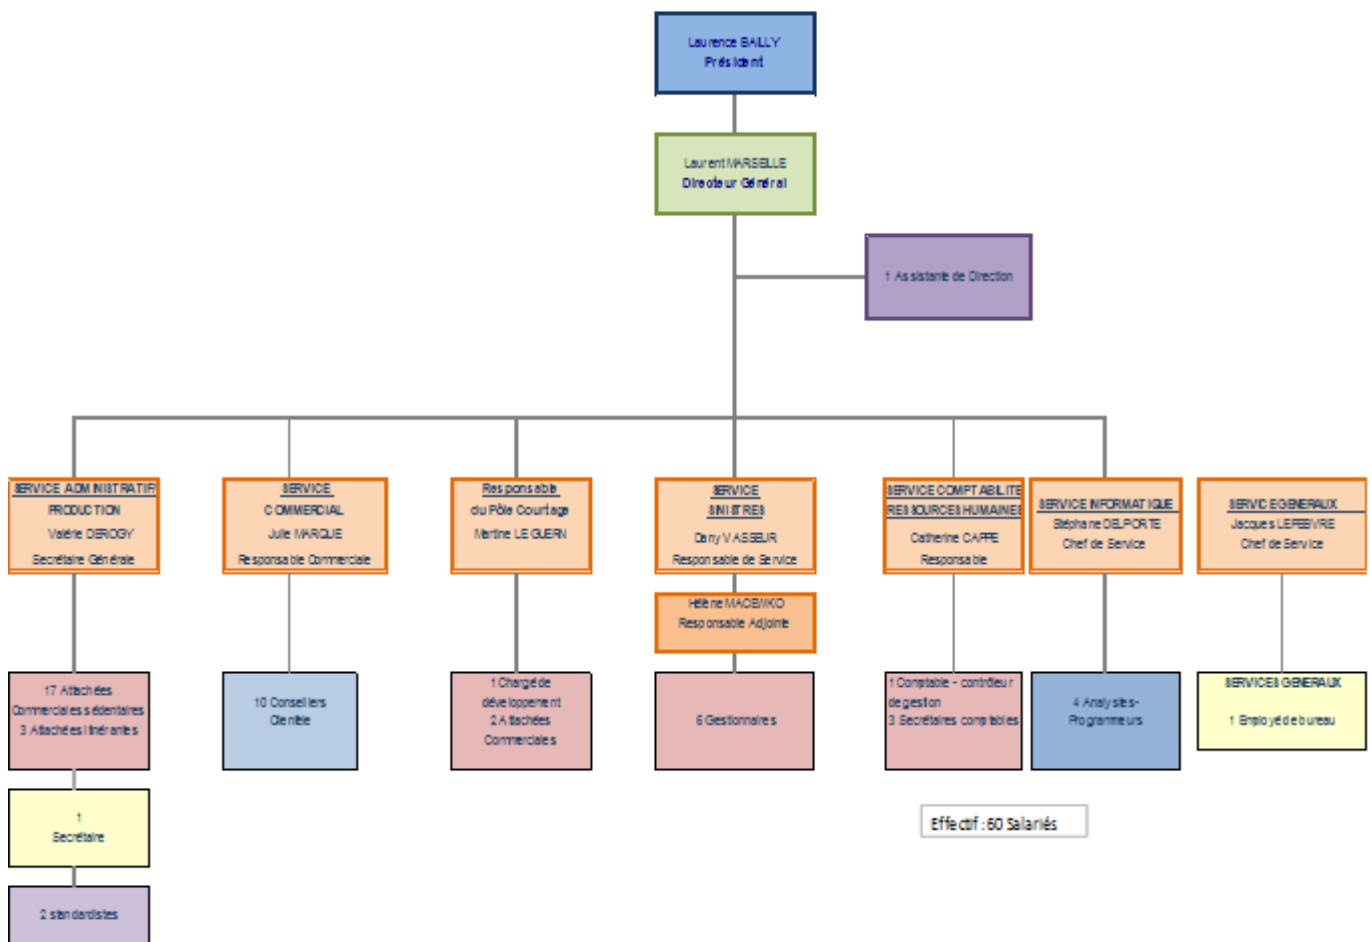 Laurence BAILLY
Président
Laurent MARSEILLE
Directeur Général
1 Assistante de Direction
SERVICE ADMINISTRATIF/
PRODUCTION
Valérie DEROGY
Secrétaire Générale
SERVICE
COMMERCIAL
Julie MARQUE
Responsable Commerciale
Responsable
du Pôle Courtage
Martine LE GUERN
SERVICE
SINISTRES
Dany VASSEUR
Responsable de Service
SERVICE COMPTABILITE
RESSOURCES HUMAINES
Catherine CAPPE
Responsable
SERVICE INFORMATIQUE
Stéphane DELPORTE
Chef de Service
SERVICE GENERAUX
Jacques LEFEBVRE
Chef de Service
Hélène
Responsable Adjointe
17 Attachées
Commerciales sédentaires
3 Attachées itinérantes
10 Conseillers
Clientèle
1 Chargé de
développement
2 Attachées
Commerciales
6 Gestionnaires
1 Comptable - contrôleur
de gestion
3 Secrétaires comptables
4 Analystes-
Programmeurs
SERVICES GENERAUX
1 Employé de bureau
1
Secrétaire
Effectif : 60 Salariés
2 standardistes